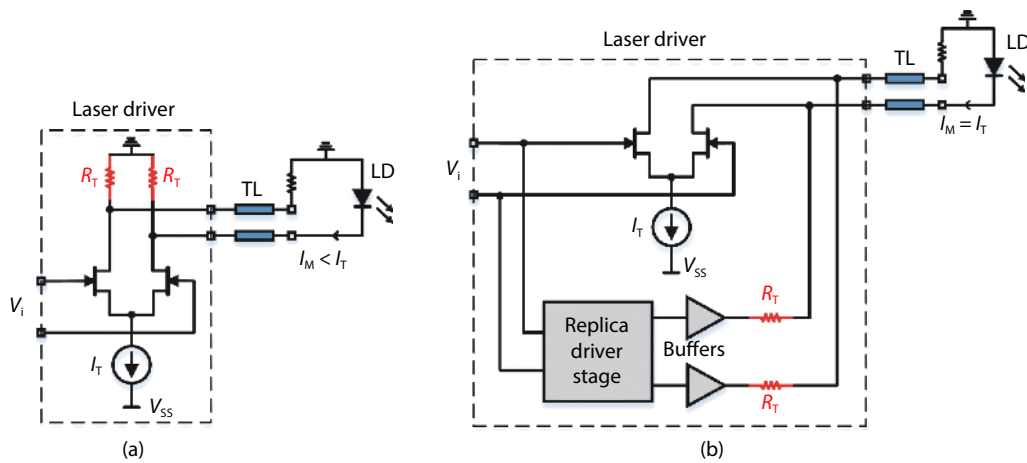 Laser driver
R_T
R_T
TL
LD
I_M < I_T
V_i
I_T
V_SS
(a)
Laser driver
TL
LD
I_M = I_T
V_i
I_T
V_SS
Replica
driver
stage
Buffers
R_T
R_T
(b)